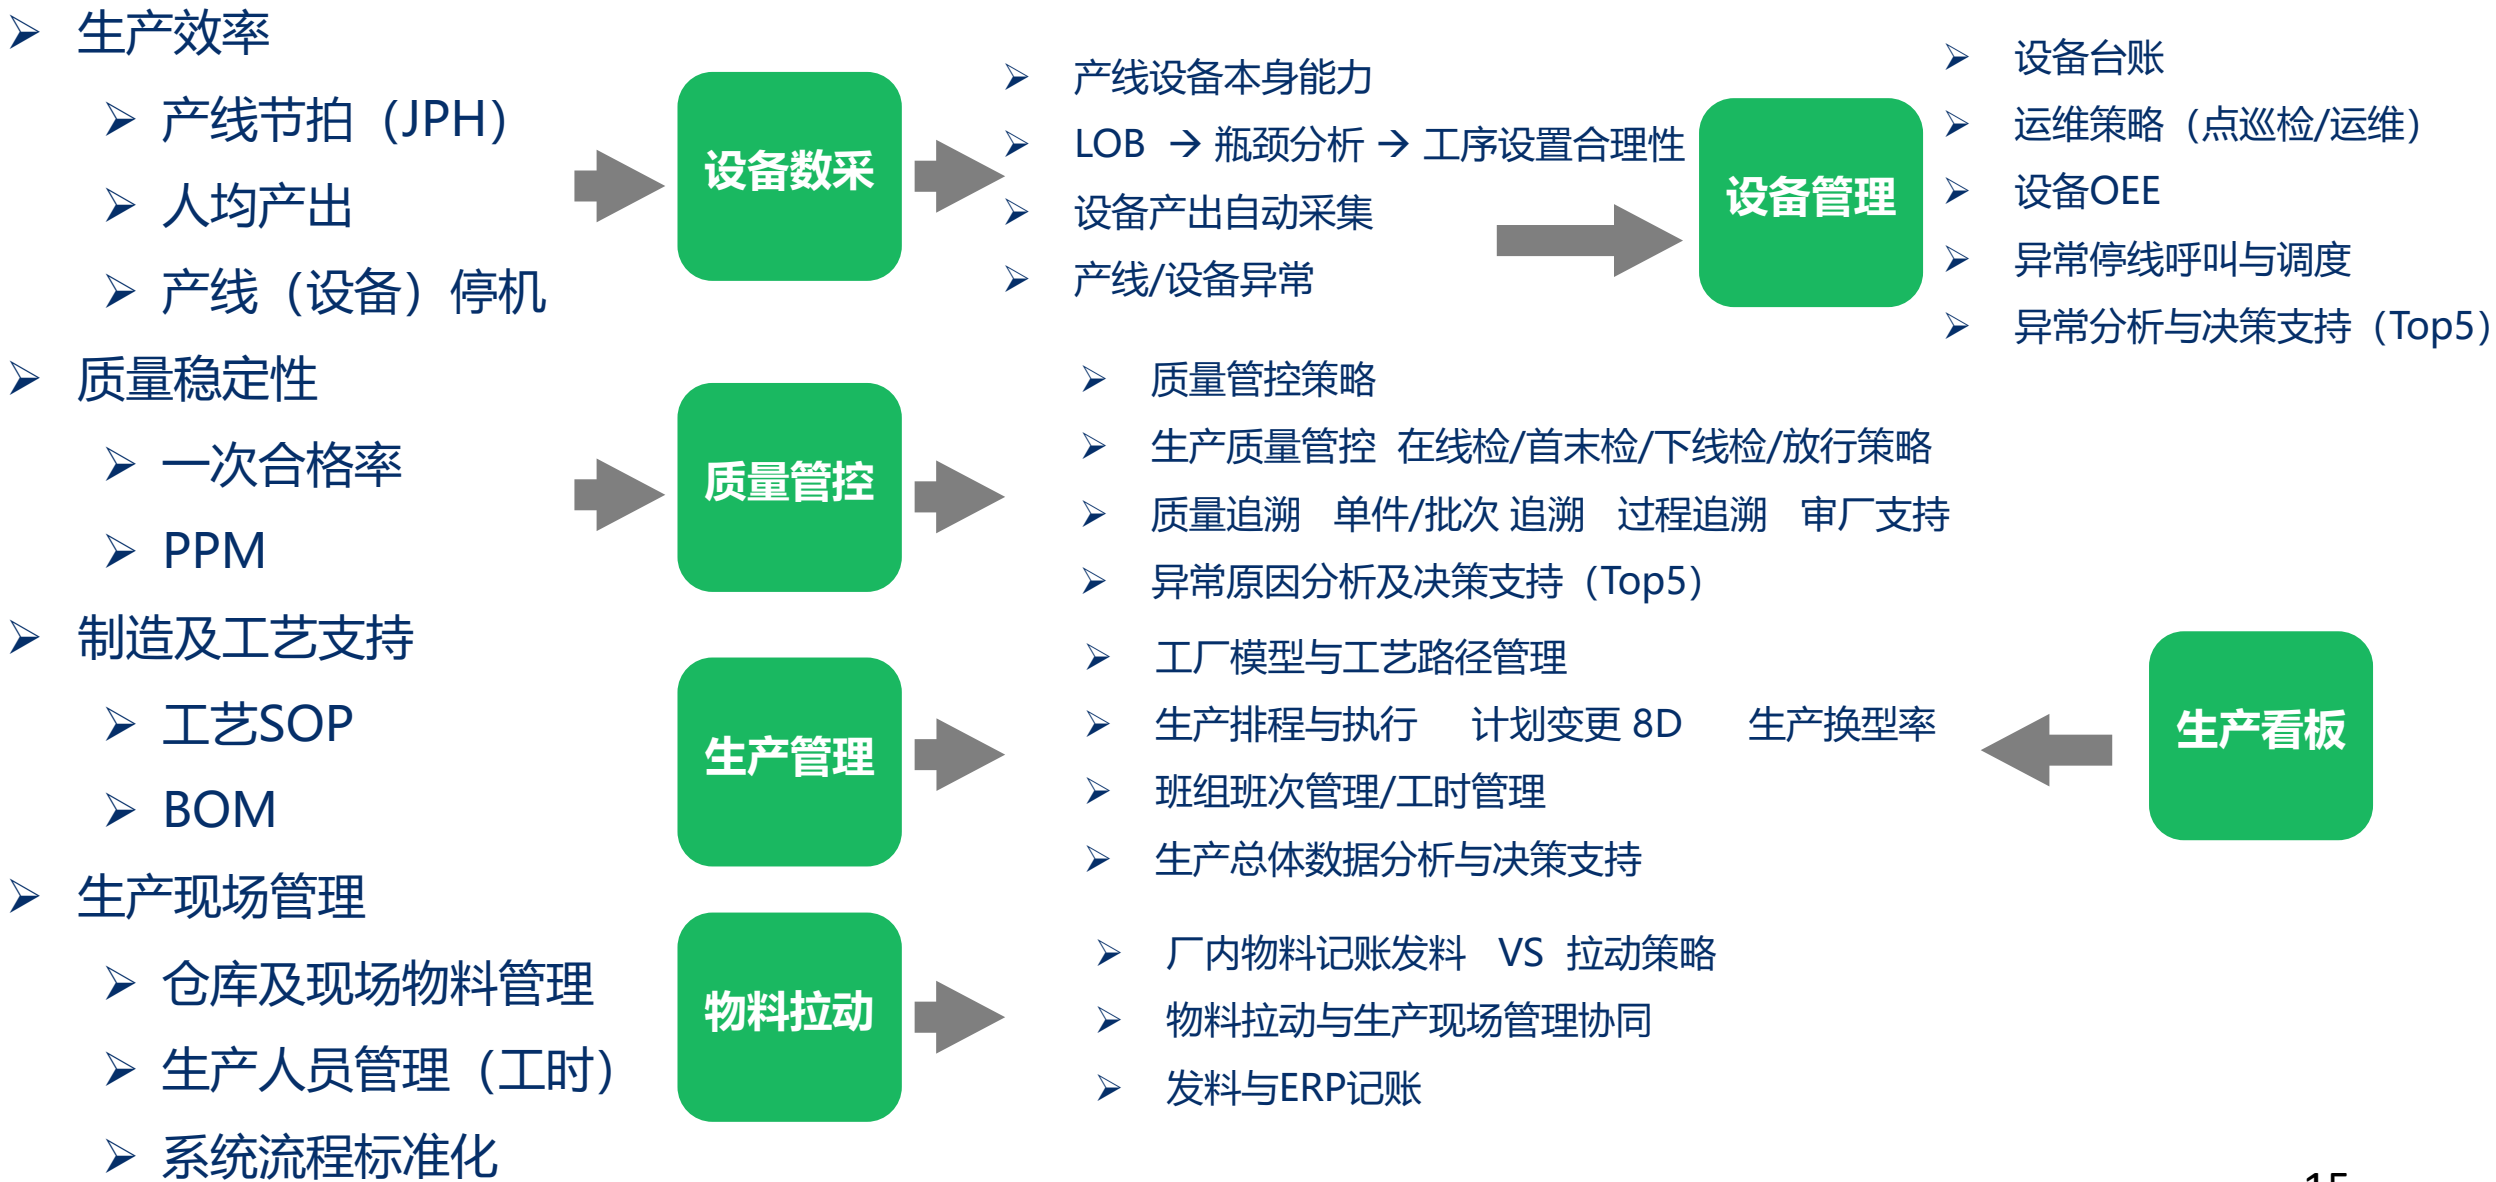 生产效率
产线节拍（JPH）
人均产出
产线（设备）停机
质量稳定性
一次合格率
PPM
制造及工艺支持
工艺SOP
BOM
生产现场管理
仓库及现场物料管理
生产人员管理（工时）
系统流程标准化
设备数采
产线设备本身能力
LOB → 瓶颈分析 → 工序设置合理性
设备产出自动采集
产线/设备异常
设备管理
设备台账
运维策略（点巡检/运维）
设备OEE
异常停线呼叫与调度
异常分析与决策支持（Top5）
质量管控
质量管控策略
生产质量管控 在线检/首末检/下线检/放行策略
质量追溯 单件/批次 追溯 过程追溯 审厂支持
异常原因分析及决策支持（Top5）
生产管理
工厂模型与工艺路径管理
生产排程与执行 计划变更 8D 生产换型率
班组班次管理/工时管理
生产总体数据分析与决策支持
生产看板
物料拉动
厂内物料记账发料 VS 拉动策略
物料拉动与生产现场管理协同
发料与ERP记账